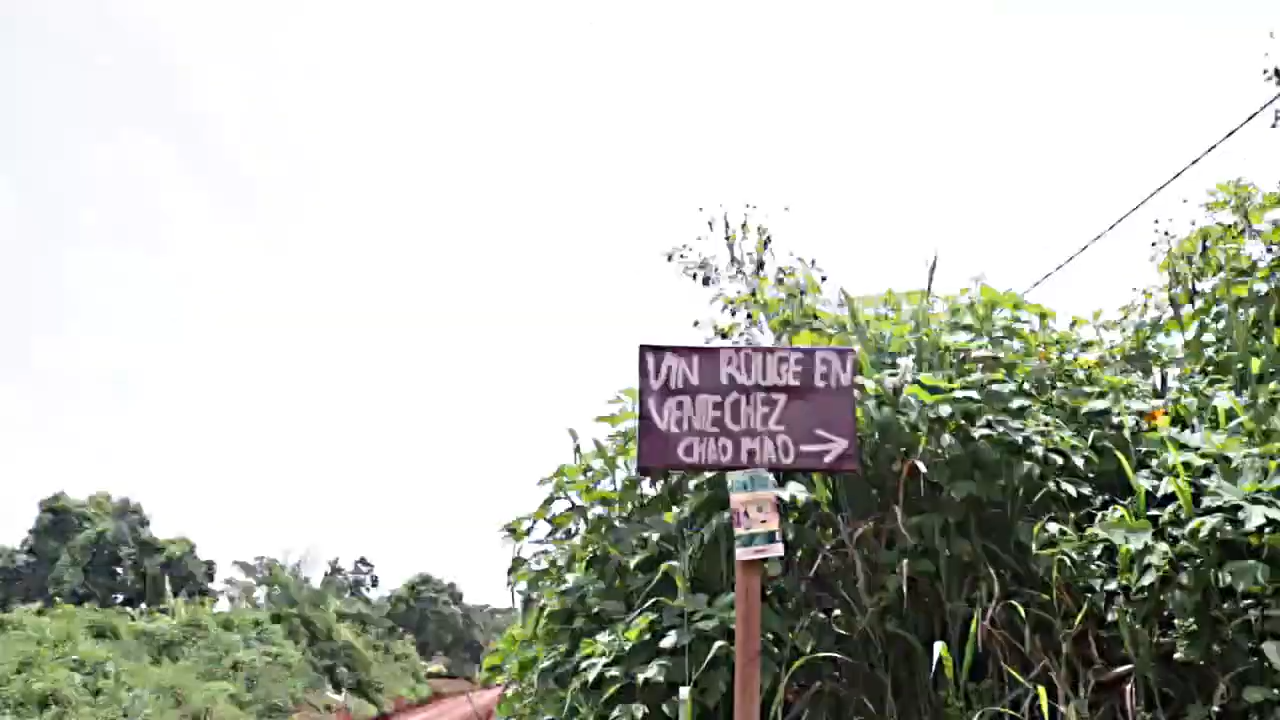 VIN ROUGE EN
VENTE CHEZ
CHAO MAO →